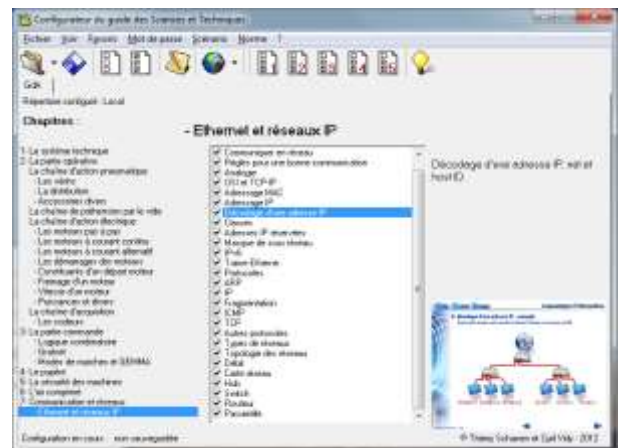 Configurateur du guide des Sciences et Techniques
Fichier Voir Favoris Mot de passe Scénario Norme ?
Répertoire configuré : Local
Chapitres :
- Ethernet et réseaux IP
1- Le système technique
2- La partie opérative
La chaîne d'action pneumatique
- Les vérins
- La distribution
- Accessoires divers
La chaîne de préhension par le vide
La chaîne d'action électrique
- Les moteurs pas à pas
- Les moteurs à courant continu
- Les moteurs à courant alternatif
- Les démarrages des moteurs
- Constituants d'un départ moteur
- Freinage d'un moteur
- Vitesse d'un moteur
- Puissances et divers
La chaîne d'acquisition
- Les codeurs
3- La partie commande
- Logique combinatoire
- Grafcet
- Modes de marches et GEMMA
4- Le pupitre
5- La sécurité des machines
6- L'air comprimé
7- Communication et réseaux
- Ethernet et réseaux IP
Communiquer en réseau
Règles pour une bonne communication
Analogie
OSI et TCP-IP
Adressage MAC
Adressage IP
Décodage d'une adresse IP
Classes
Adresses IP réservées
Masque de sous réseau
IPv6
Trame Ethernet
Protocoles
ARP
IP
Fragmentation
ICMP
TCP
Autres protocoles
Types de réseaux
Topologie des réseaux
Débit
Carte réseau
Hub
Switch
Routeur
Passerelle
Décodage d'une adresse IP, net et
host ID.
Configuration en cours : non sauvegardée
© Thierry Schanen et Cyril Vidy - 2012